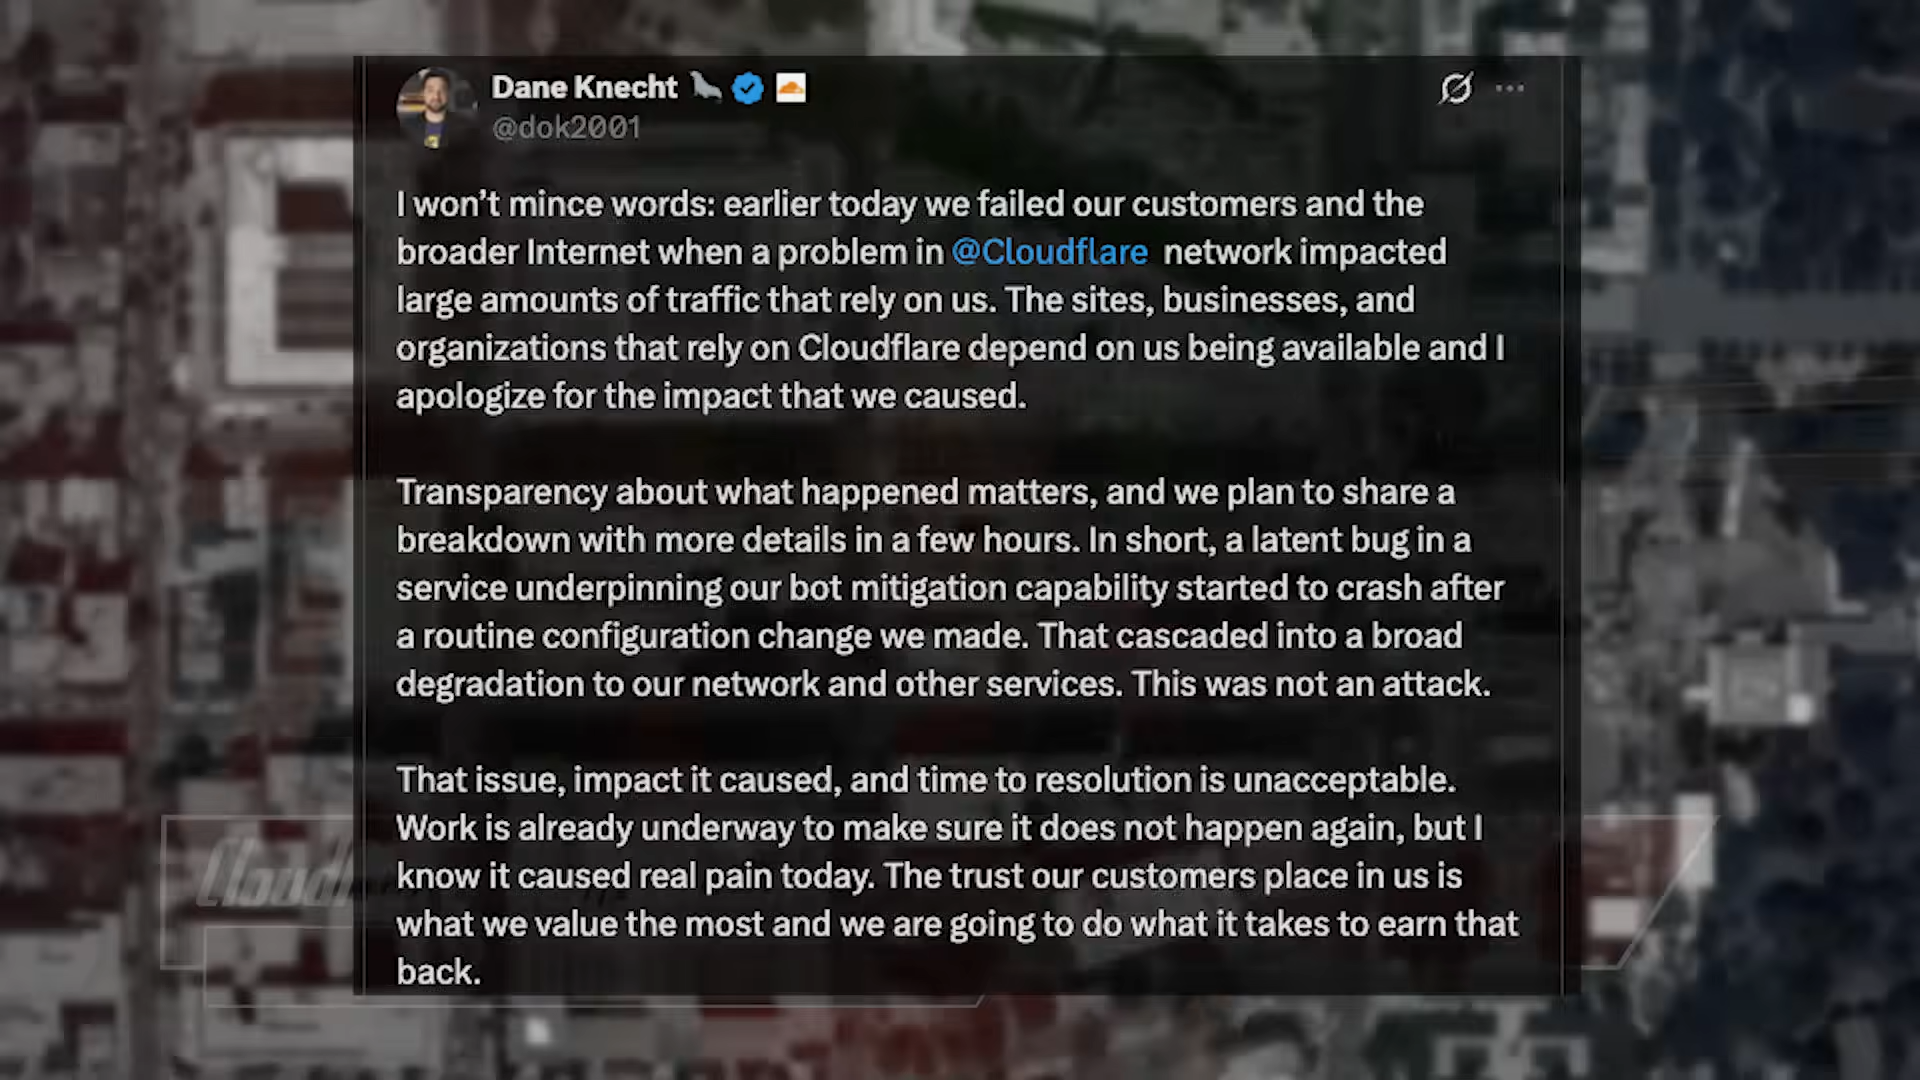 Dane Knecht
@dok2001
I won’t mince words: earlier today we failed our customers and the
broader Internet when a problem in @Cloudflare network impacted
large amounts of traffic that rely on us. The sites, businesses, and
organizations that rely on Cloudflare depend on us being available and I
apologize for the impact that we caused.
Transparency about what happened matters, and we plan to share a
breakdown with more details in a few hours. In short, a latent bug in a
service underpinning our bot mitigation capability started to crash after
a routine configuration change we made. That cascaded into a broad
degradation to our network and other services. This was not an attack.
That issue, impact it caused, and time to resolution is unacceptable.
Work is already underway to make sure it does not happen again, but I
know it caused real pain today. The trust our customers place in us is
what we value the most and we are going to do what it takes to earn that
back.